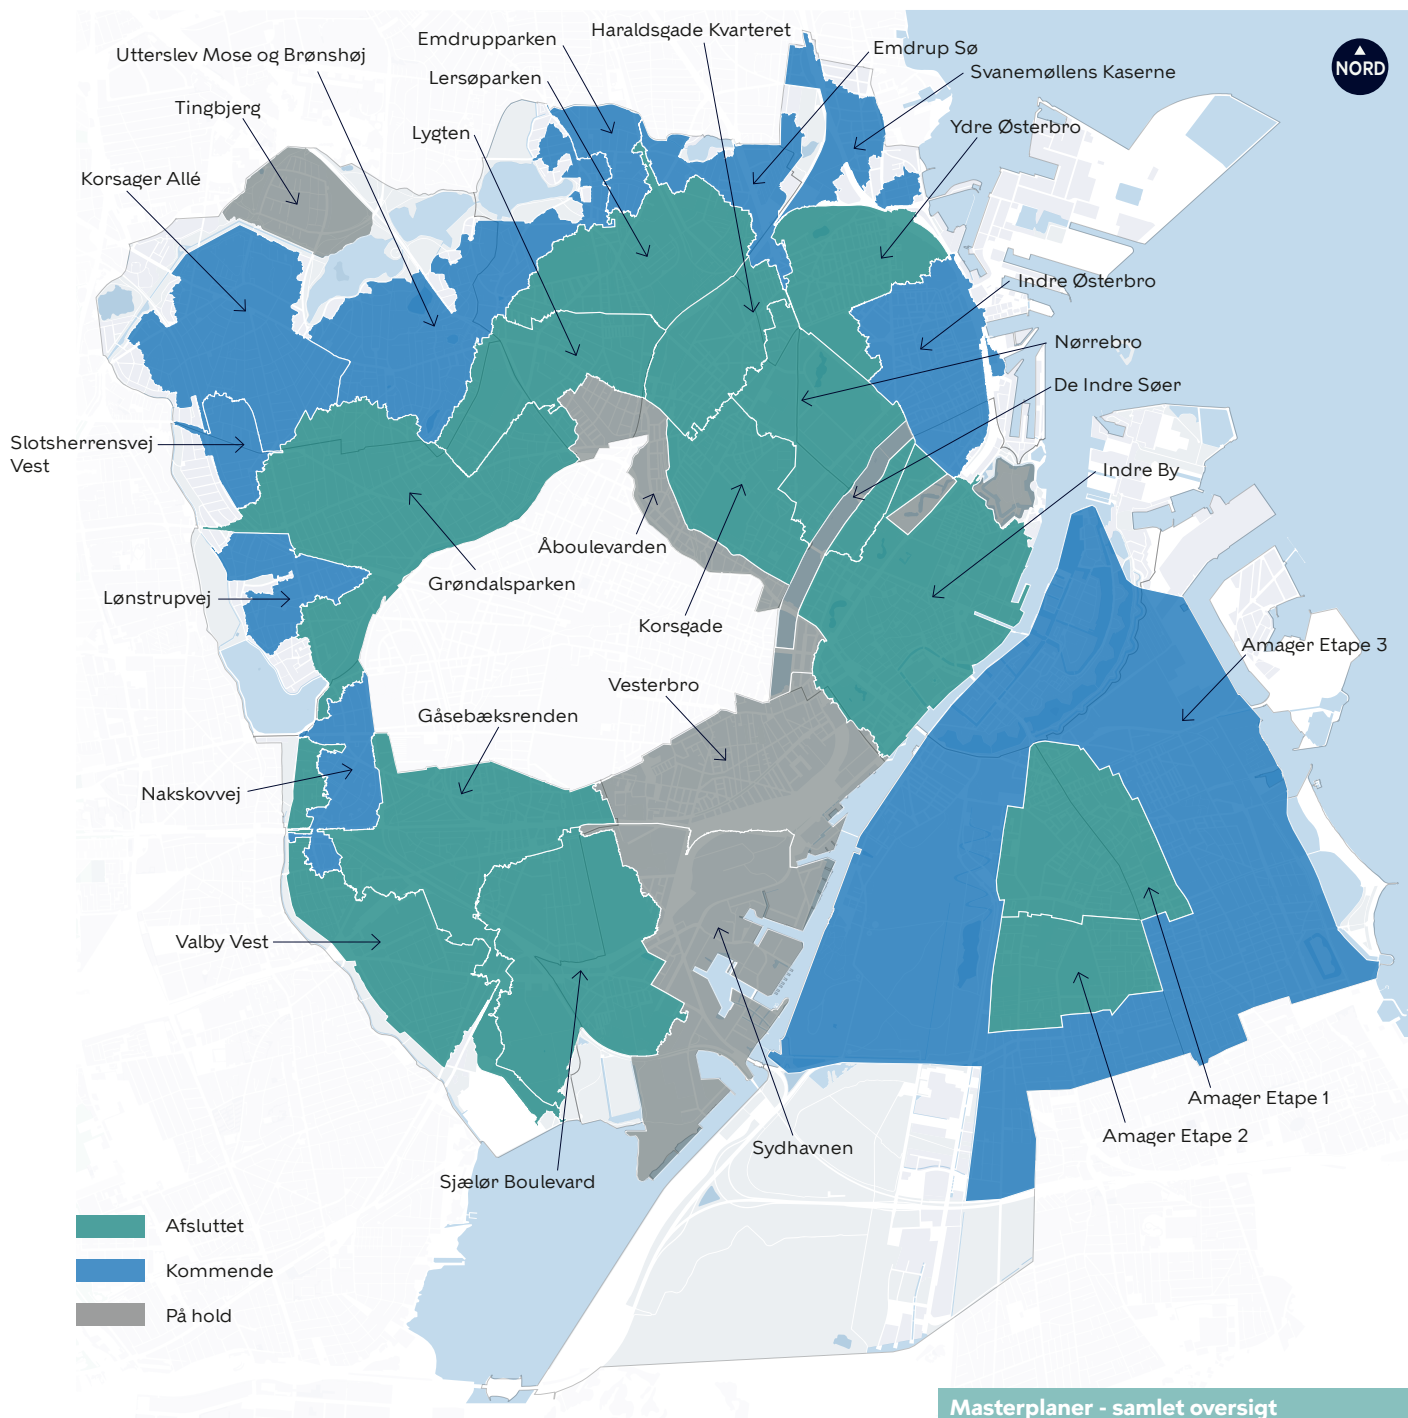 Haraldsgade Kvarteret
Emdrupparken
Emdrup Sø
Utterslev Mose og Brønshøj
NORD
Svanemøllens Kaserne
Lersøparken
Tingbjerg
Ydre Østerbro
Lygten
Korsager Allé
Indre Østerbro
Nørrebro
De Indre Søer
Slotsherrensvej
Vest
Indre By
Åboulevarden
Grøndalsparken
Lønstrupvej
Korsgade
Amager Etape 3
Vesterbro
Gåsebæksrenden
Nakskovvej
Valby Vest
Amager Etape 1
Amager Etape 2
Sydhavnen
Sjælør Boulevard
Afsluttet
Kommende
På hold
Masterplaner - samlet oversigt